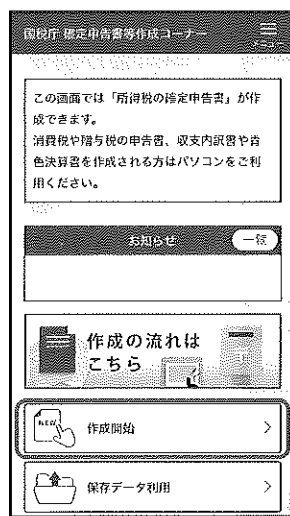 国税庁 確定申告書等作成コーナー
メニュー
この画面では「所得税の確定申告書」が作
成できます。
消費税や贈与税の申告書、収支内訳書や青
色決算書を作成される方はパソコンをご利
用ください。
お知らせ
一覧
作成の流れは
こちら
NEW
作成開始
保存データ利用